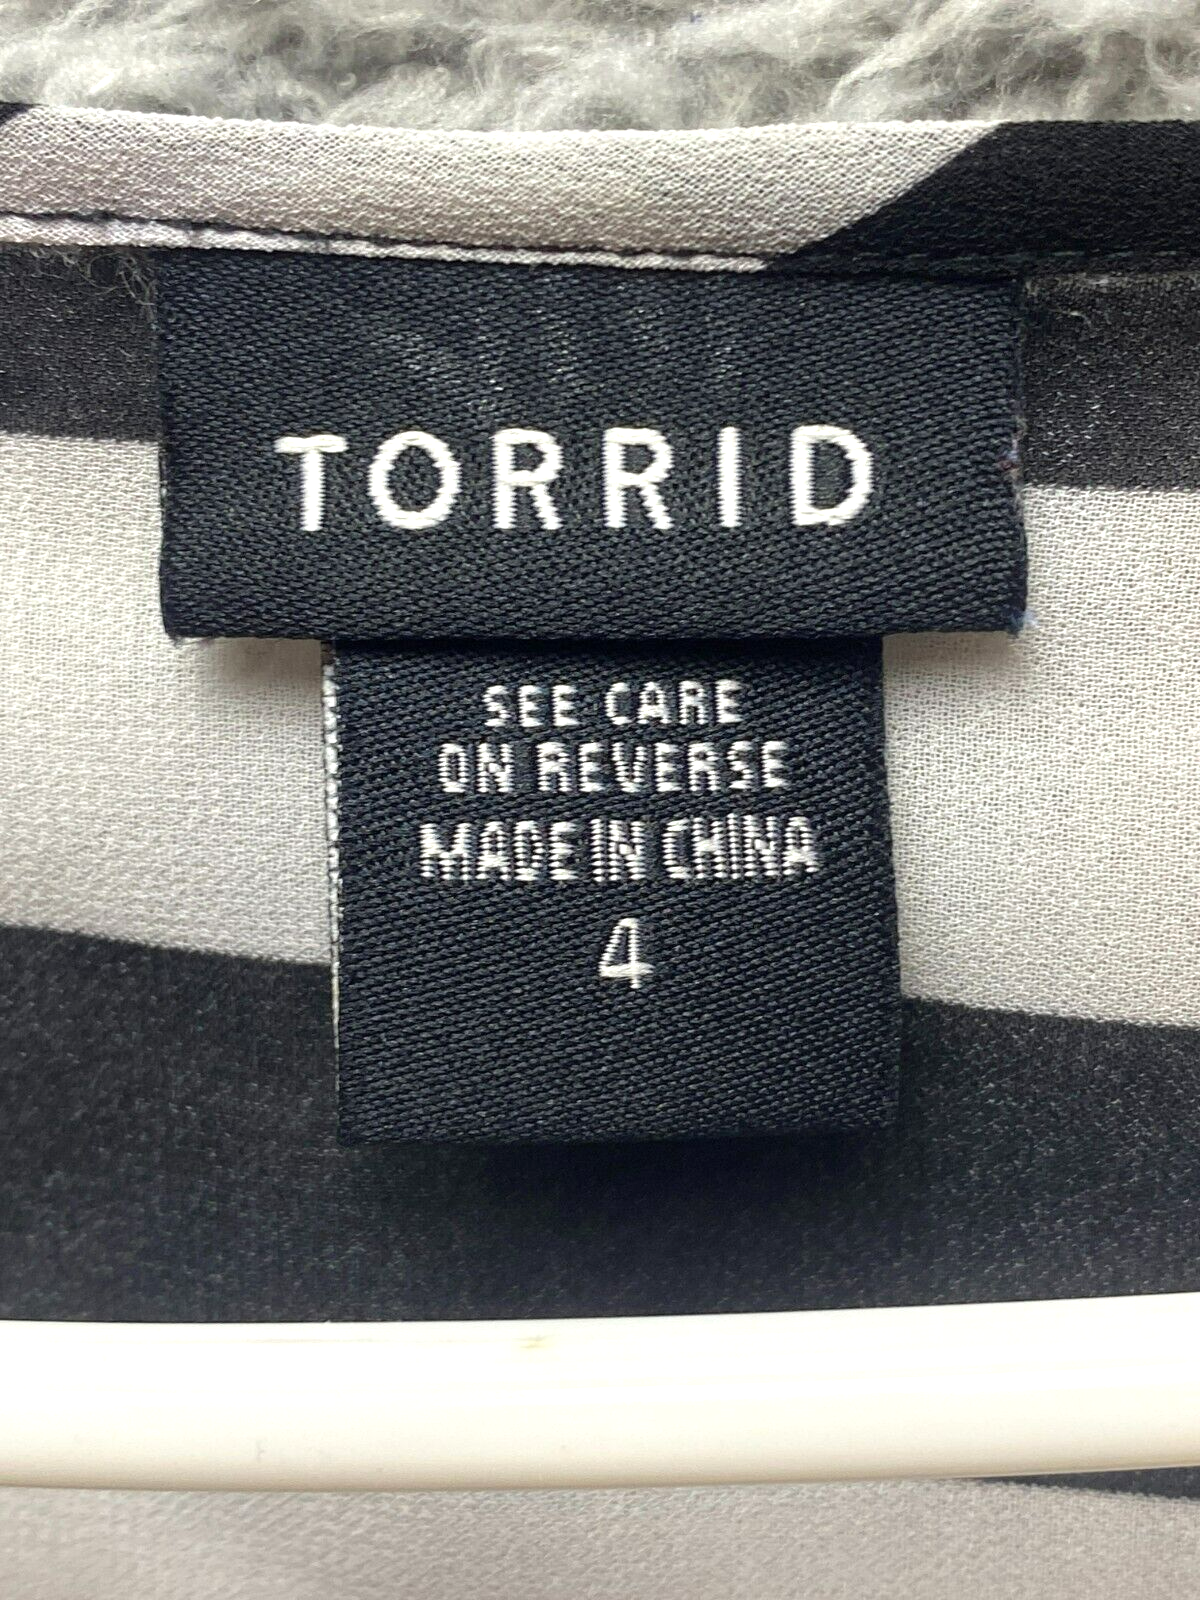 TORRID
SEE CARE
ON REVERSE
MADE IN CHINA
4